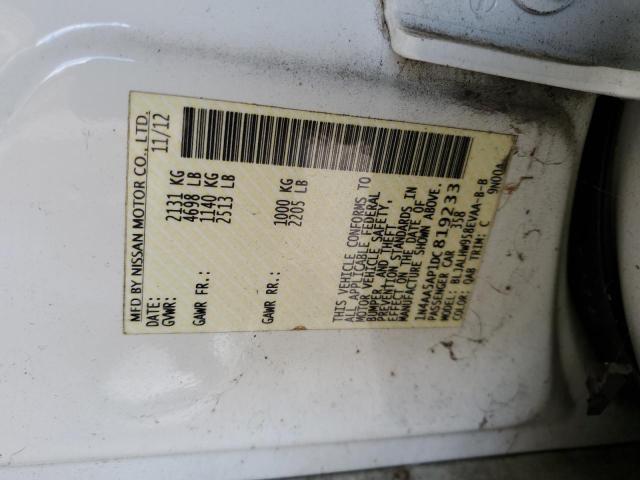 MFD BY NISSAN MOTOR CO., LTD.
DATE: 11/12
GVWR: 2131 KG
4698 LB
GAWR FR.: 1140 KG
2513 LB
GAWR RR.: 1000 KG
2205 LB
THIS VEHICLE CONFORMS TO
ALL APPLICABLE FEDERAL
MOTOR VEHICLE SAFETY,
BUMPER, AND THEFT
PREVENTION STANDARDS IN
EFFECT ON THE DATE OF
MANUFACTURE SHOWN ABOVE.
1N4AA5AP1DC819233
PASSENGER CAR 358
MODEL: BLJALHW958EVAA-B-B
COLOR: QAB TRIM: C 9N00A